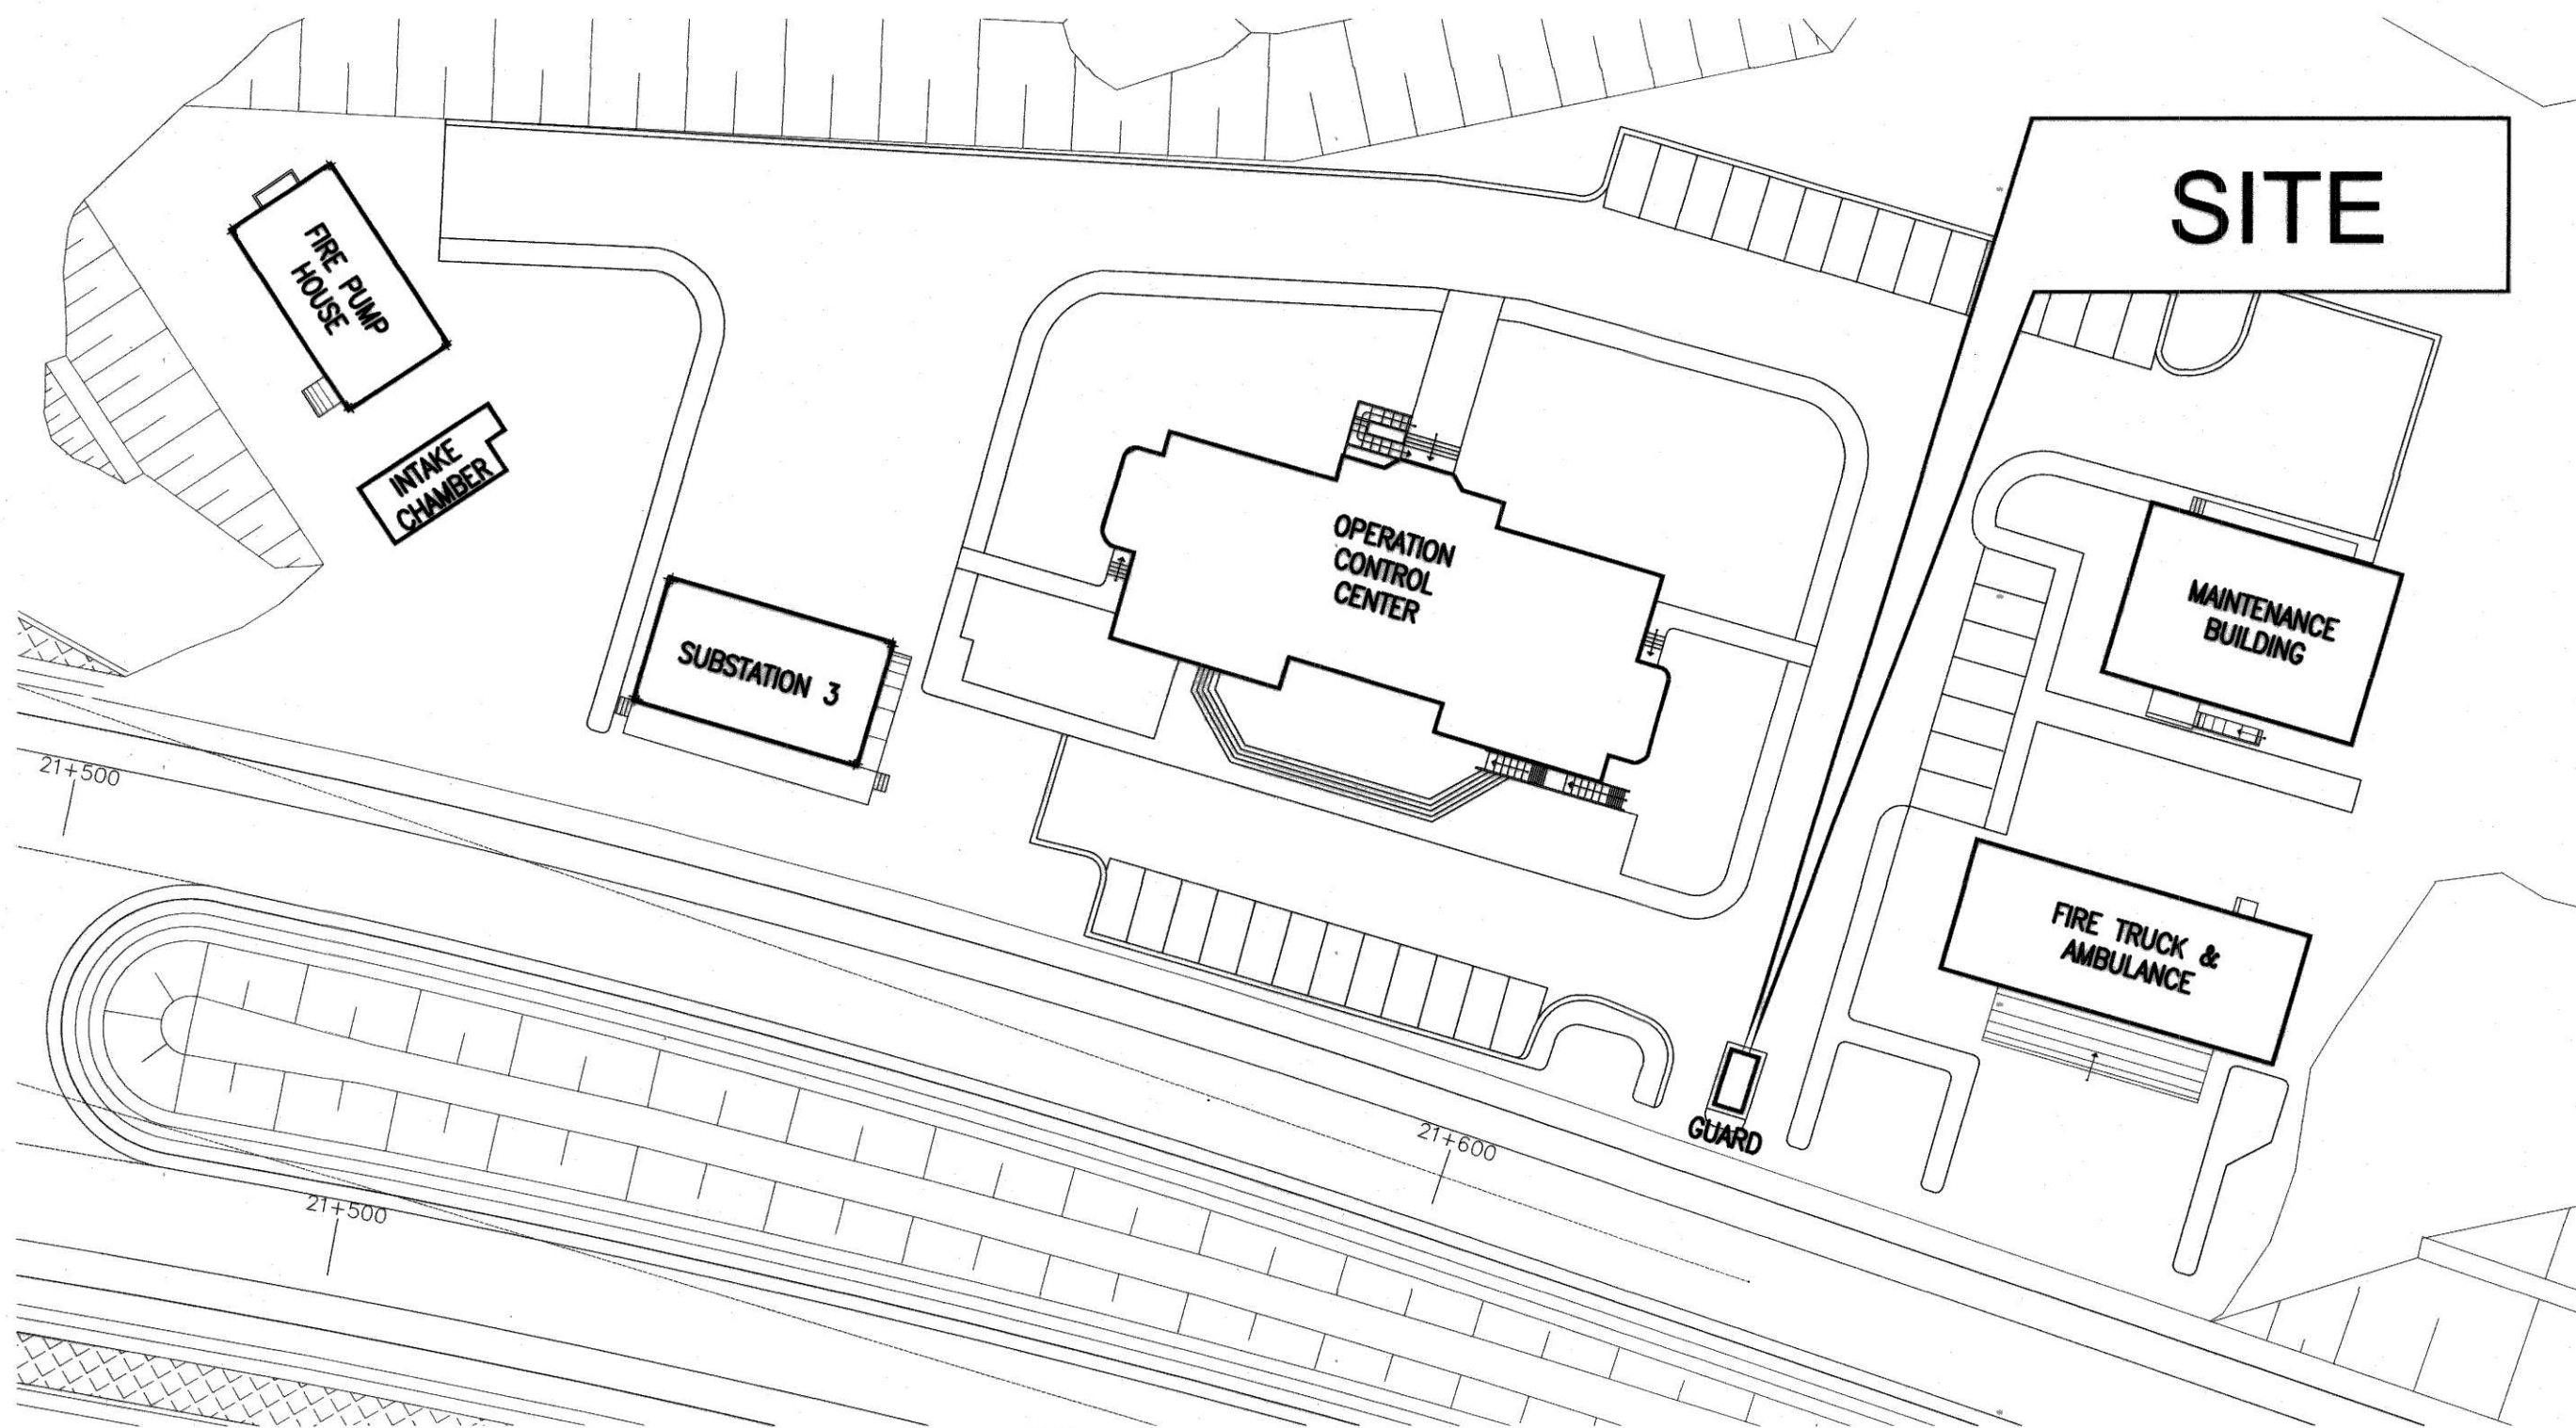 SITE
FIRE PUMP
HOUSE
INTAKE
CHAMBER
OPERATION
CONTROL
CENTER
MAINTENANCE
BUILDING
SUBSTATION 3
21+500
FIRE TRUCK &
AMBULANCE
GUARD
21+600
21+500